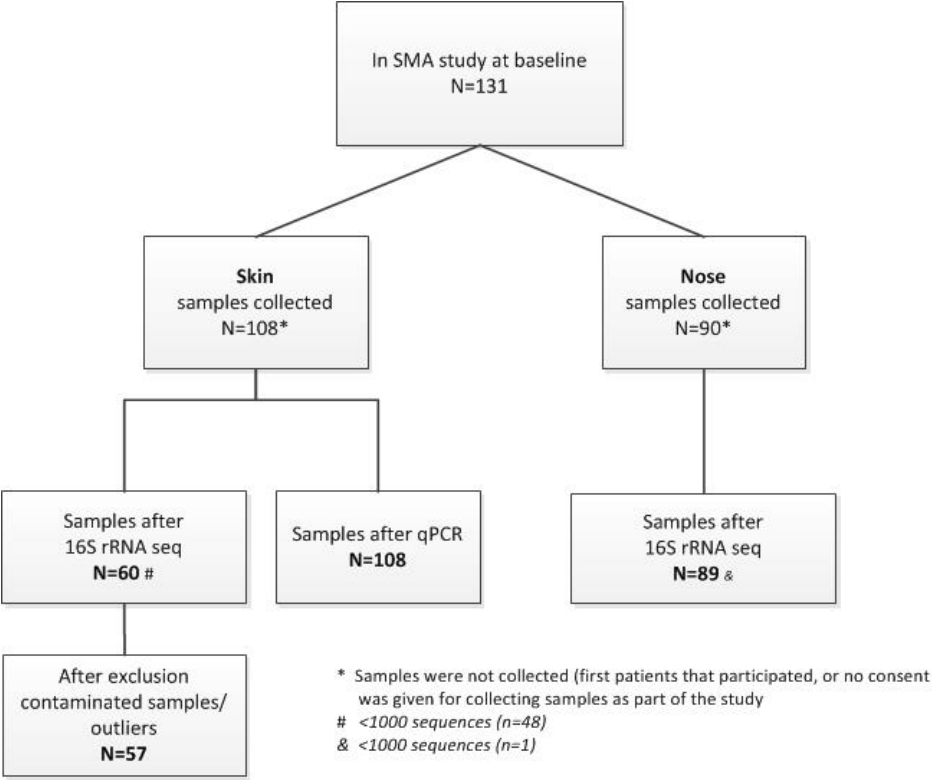 In SMA study at baseline
N=131
Skin
samples collected
N=108*
Nose
samples collected
N=90*
Samples after
16S rRNA seq
N=60 #
Samples after qPCR
N=108
Samples after
16S rRNA seq
N=89 &
After exclusion
contaminated samples/
outliers
N=57
* Samples were not collected (first patients that participated, or no consent
was given for collecting samples as part of the study
# <1000 sequences (n=48)
& <1000 sequences (n=1)